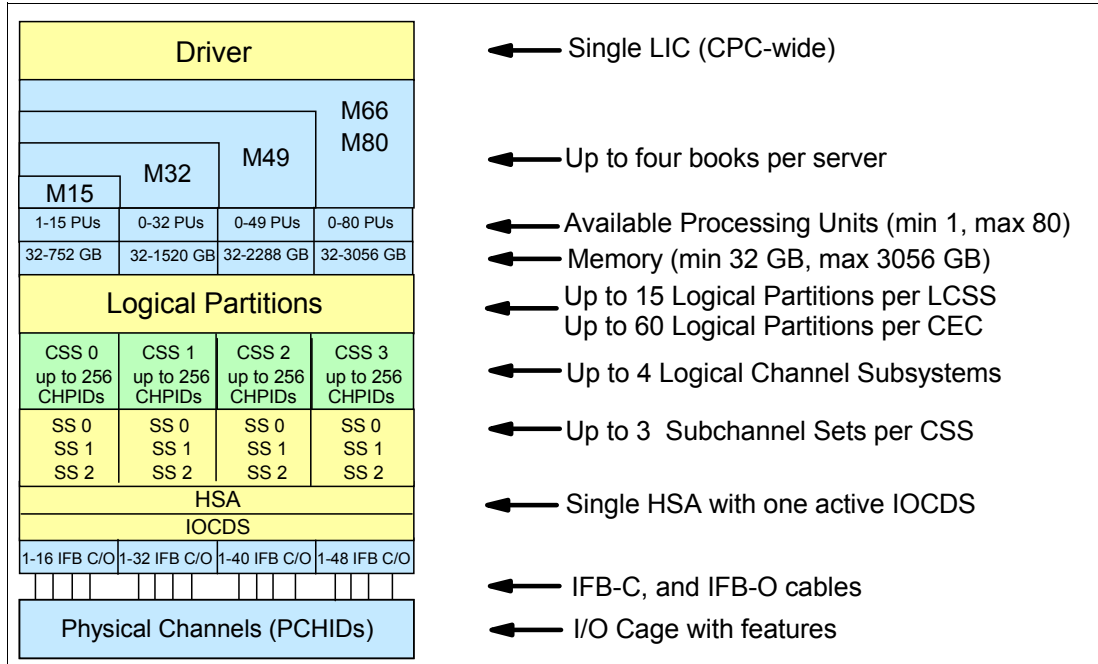 Driver
Single LIC (CPC-wide)
M66
M80
M49
M32
M15
Up to four books per server
1-15 PUs
0-32 PUs
0-49 PUs
0-80 PUs
Available Processing Units (min 1, max 80)
32-752 GB
32-1520 GB
32-2288 GB
32-3056 GB
Memory (min 32 GB, max 3056 GB)
Logical Partitions
Up to 15 Logical Partitions per LCSS
Up to 60 Logical Partitions per CEC
CSS 0
up to 256
CHPIDs
CSS 1
up to 256
CHPIDs
CSS 2
up to 256
CHPIDs
CSS 3
up to 256
CHPIDs
Up to 4 Logical Channel Subsystems
SS 0
SS 1
SS 2
SS 0
SS 1
SS 2
SS 0
SS 1
SS 2
SS 0
SS 1
SS 2
Up to 3 Subchannel Sets per CSS
HSA
IOCDS
Single HSA with one active IOCDS
1-16 IFB C/O
1-32 IFB C/O
1-40 IFB C/O
1-48 IFB C/O
IFB-C, and IFB-O cables
Physical Channels (PCHIDs)
I/O Cage with features